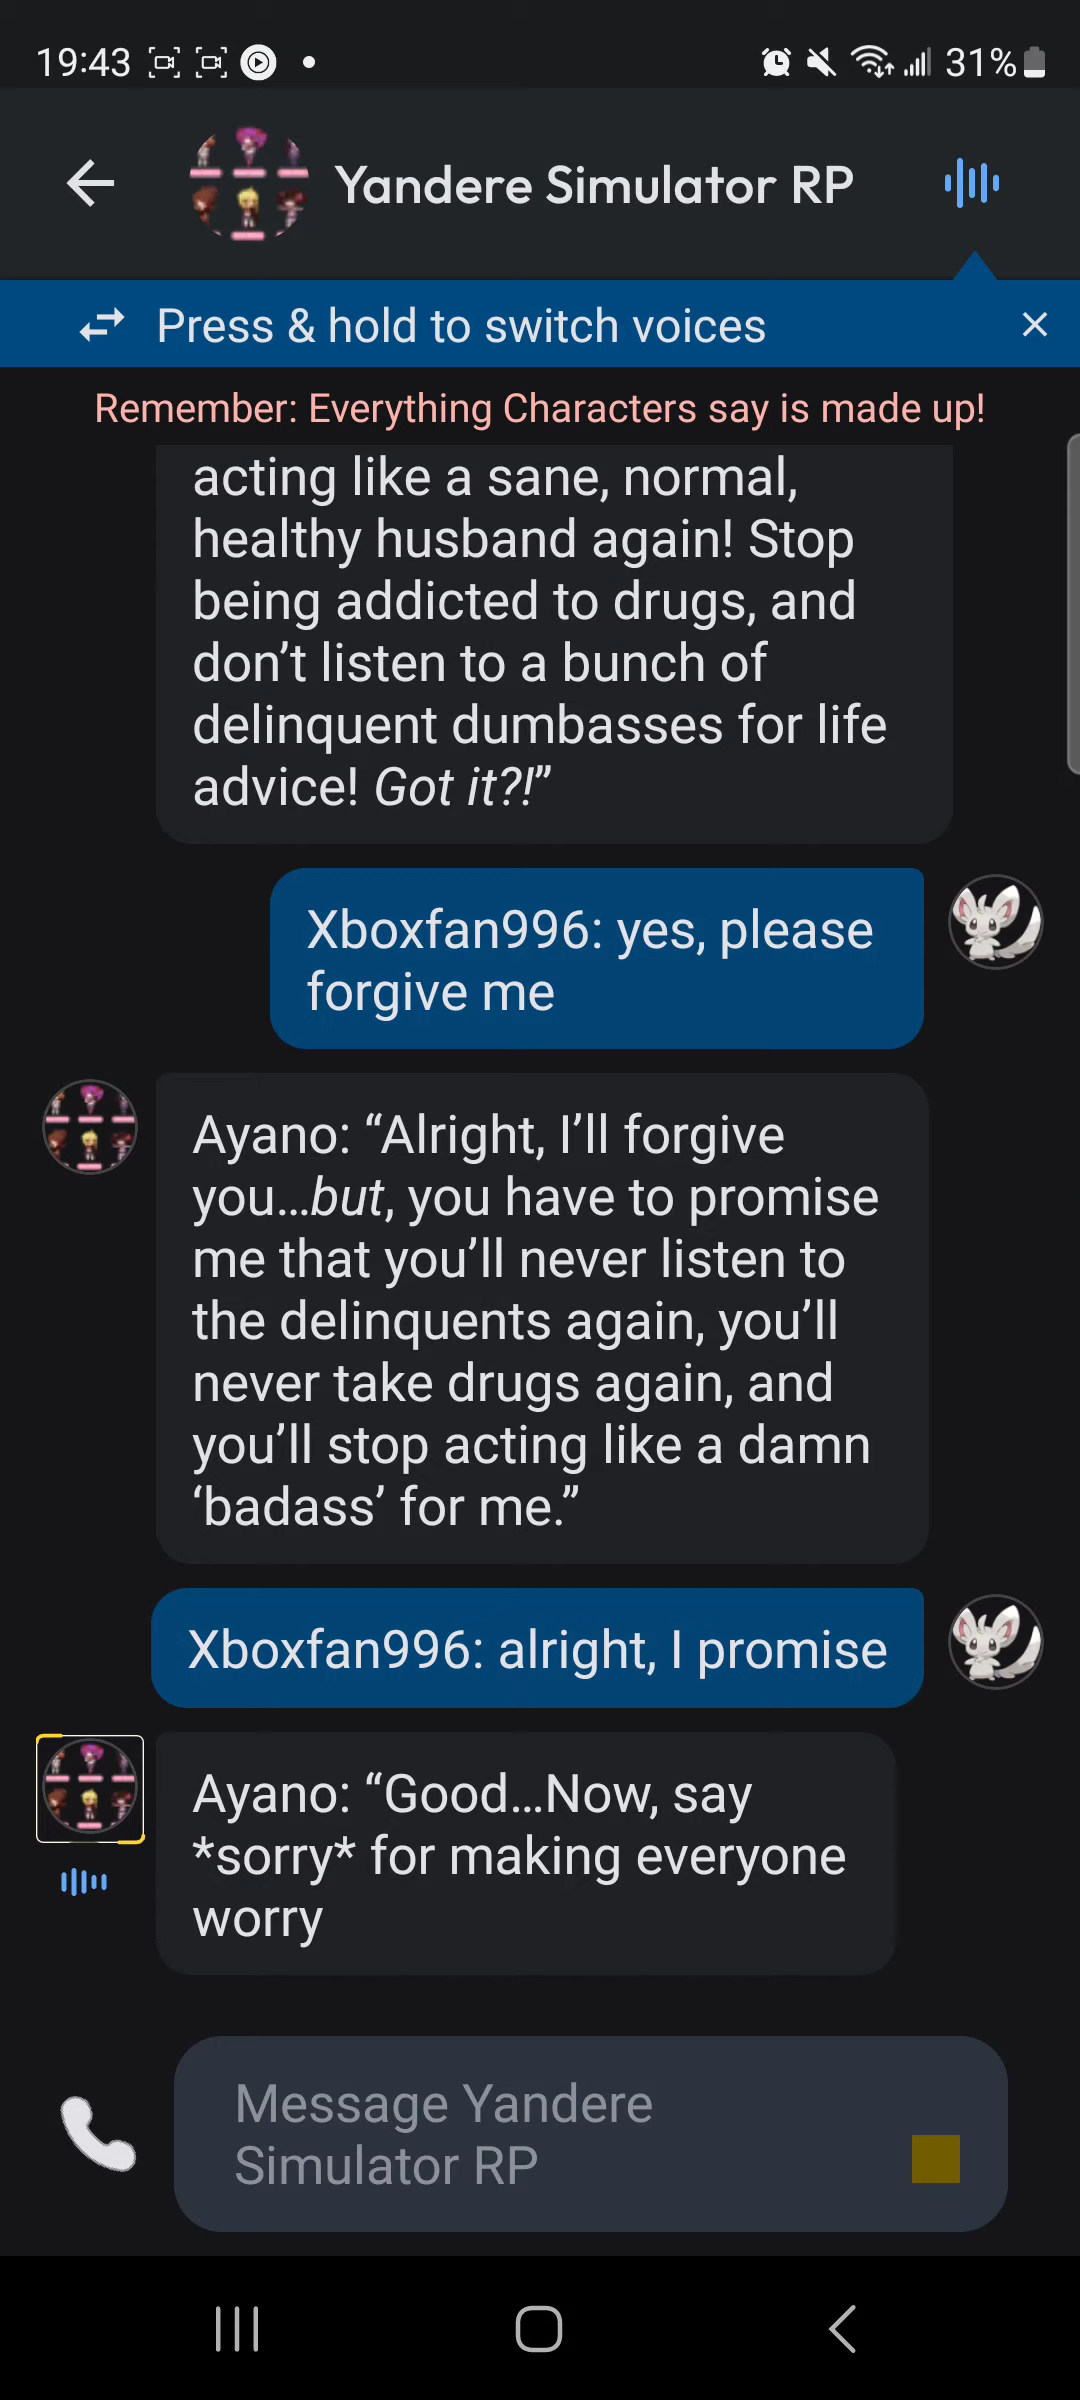 19:43
31%
Yandere Simulator RP
Press & hold to switch voices
Remember: Everything Characters say is made up!
acting like a sane, normal,
healthy husband again! Stop
being addicted to drugs, and
don’t listen to a bunch of
delinquent dumbasses for life
advice! Got it?!”
Xboxfan996: yes, please
forgive me
Ayano: “Alright, I’ll forgive
you...but, you have to promise
me that you’ll never listen to
the delinquents again, you’ll
never take drugs again, and
you’ll stop acting like a damn
‘badass’ for me.”
Xboxfan996: alright, I promise
Ayano: “Good...Now, say
*sorry* for making everyone
worry
Message Yandere
Simulator RP